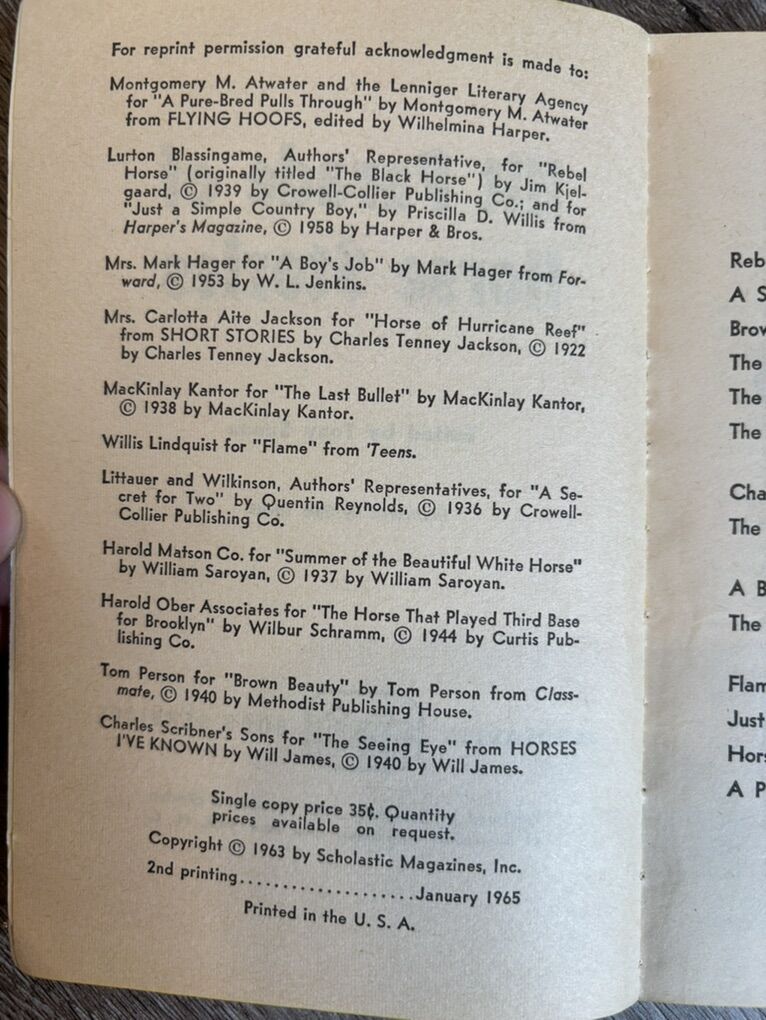 For reprint permission grateful acknowledgment is made to:
Montgomery M. Atwater and the Lenniger Literary Agency
for "A Pure-Bred Pulls Through" by Montgomery M. Atwater
from FLYING HOOFS, edited by Wilhelmina Harper.
Lurton Blassingame, Authors' Representative, for "Rebel
Horse" (originally titled "The Black Horse") by Jim Kjel-
gaard, © 1939 by Crowell-Collier Publishing Co.; and for
"Just a Simple Country Boy," by Priscilla D. Willis from
Harper's Magazine, © 1958 by Harper & Bros.
Mrs. Mark Hager for "A Boy's Job" by Mark Hager from For-
ward, © 1953 by W. L. Jenkins.
Mrs. Carlotta Aite Jackson for "Horse of Hurricane Reef"
from SHORT STORIES by Charles Tenney Jackson, © 1922
by Charles Tenney Jackson.
MacKinlay Kantor for "The Last Bullet" by MacKinlay Kantor,
© 1938 by MacKinlay Kantor.
Willis Lindquist for "Flame" from 'Teens.
Littauer and Wilkinson, Authors' Representatives, for "A Se-
cret for Two" by Quentin Reynolds, © 1936 by Crowell-
Collier Publishing Co.
Harold Matson Co. for "Summer of the Beautiful White Horse"
by William Saroyan, © 1937 by William Saroyan.
Harold Ober Associates for "The Horse That Played Third Base
for Brooklyn" by Wilbur Schramm, © 1944 by Curtis Pub-
lishing Co.
Tom Person for "Brown Beauty" by Tom Person from Class-
mate, © 1940 by Methodist Publishing House.
Charles Scribner's Sons for "The Seeing Eye" from HORSES
I'VE KNOWN by Will James, © 1940 by Will James.
Single copy price 35¢. Quantity
prices available on request.
Copyright © 1963 by Scholastic Magazines, Inc.
2nd printing....................January 1965
Printed in the U. S. A.
Reb
A S
Brow
The
The
The
Cha
The
A B
The
Flam
Just
Hors
A P